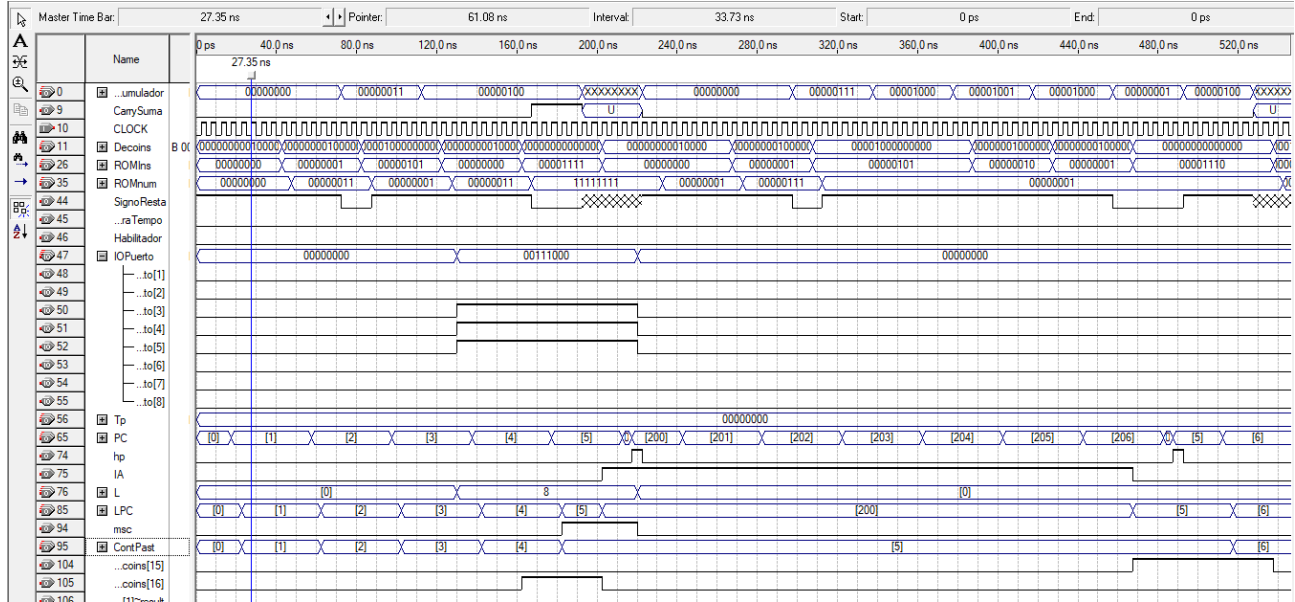 Master Time Bar: 27.35 ns Pointer: 61.08 ns Interval: 33.73 ns Start: 0 ps End: 0 ps
Name
0 ps 40.0 ns 80.0 ns 120.0 ns 160.0 ns 200.0 ns 240.0 ns 280.0 ns 320.0 ns 360.0 ns 400.0 ns 440.0 ns 480.0 ns 520.0 ns
27.35 ns
0 ...umulador 00000000 00000011 00000100 XXXXXXXX 00000000 00000111 00001000 00001001 00001000 00000001 00000100
9 CarrySuma U U
10 CLOCK
11 Decoins B 00
26 ROMIns 00000000 00000001 00000101 00000000 00001111 00000000 00000001 00000101 00000010 00000001 00001110
35 ROMnum 00000000 00000011 00000001 00000011 11111111 00000001 00000111 00000001
44 SignoResta
45 ...ra Tempo
46 Habilitador
47 IOPuerto 00000000 00111000 00000000
48 ...to[1]
49 ...to[2]
50 ...to[3]
51 ...to[4]
52 ...to[5]
53 ...to[6]
54 ...to[7]
55 ...to[8]
56 Tp 00000000
65 PC [0] [1] [2] [3] [4] [5] [200] [201] [202] [203] [204] [205] [206] [5] [6]
74 hp
75 IA
76 L [0] 8 [0]
85 LPC [0] [1] [2] [3] [4] [5] [200] [5] [6]
94 msc
95 ContPast [0] [1] [2] [3] [4] [5] [6]
104 ...coins[15]
105 ...coins[16]
106